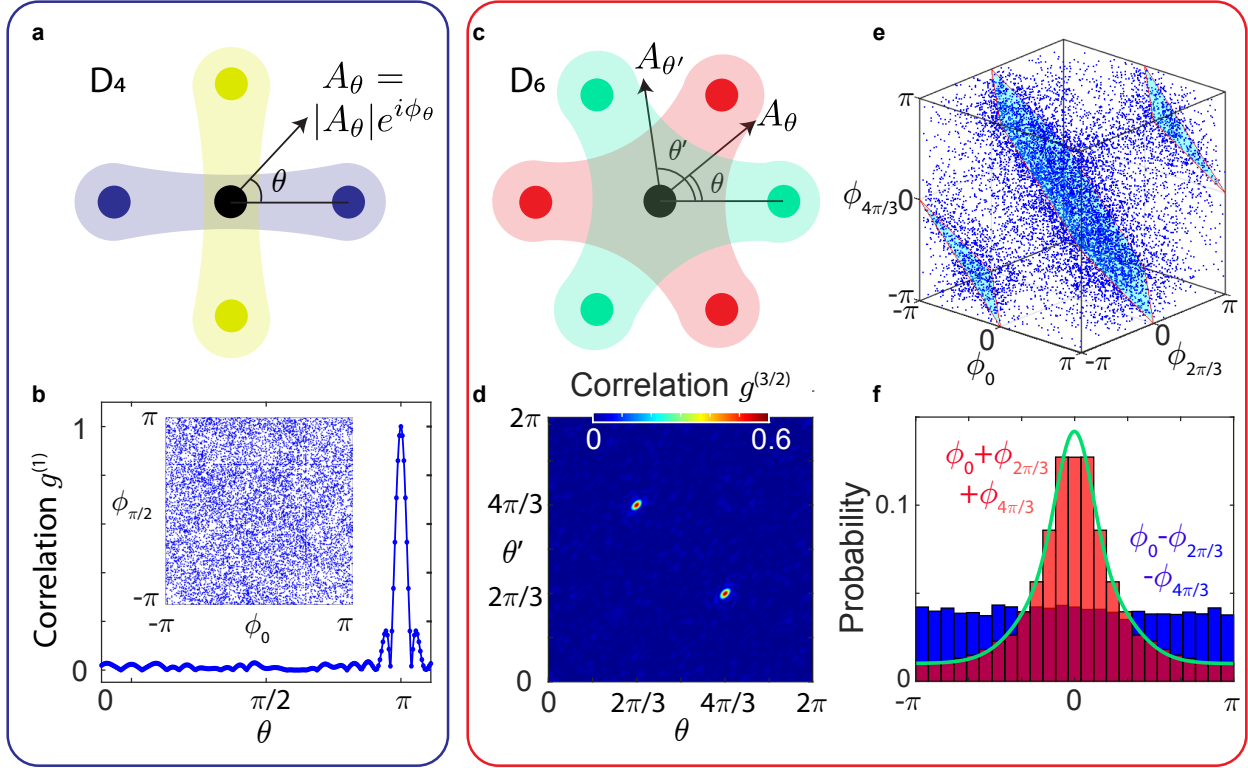 a
D4
A_θ =
|A_θ|e^{iϕ_θ}
θ
b
Correlation g^{(1)}
1
0
π
ϕ_{π/2}
-π
-π
ϕ_0
π
0
π/2
π
θ
c
D6
A_{θ'}
A_θ
θ'
θ
d
Correlation g^{(3/2)}
0
0.6
2π
4π/3
θ'
2π/3
0
0
2π/3
4π/3
2π
θ
e
π
ϕ_{4π/3}
0
-π
-π
0
ϕ_0
π
-π
0
ϕ_{2π/3}
π
f
Probability
0.1
0
ϕ_0+ϕ_{2π/3}
+ϕ_{4π/3}
ϕ_0-ϕ_{2π/3}
-ϕ_{4π/3}
-π
0
π